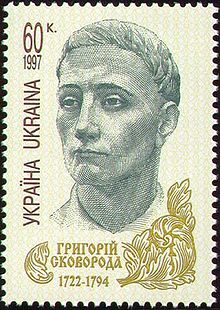 60 К.
1997
УКРАЇНА UKRAINA
ГРИГОРІЙ
СКОВОРОДА
1722-1794